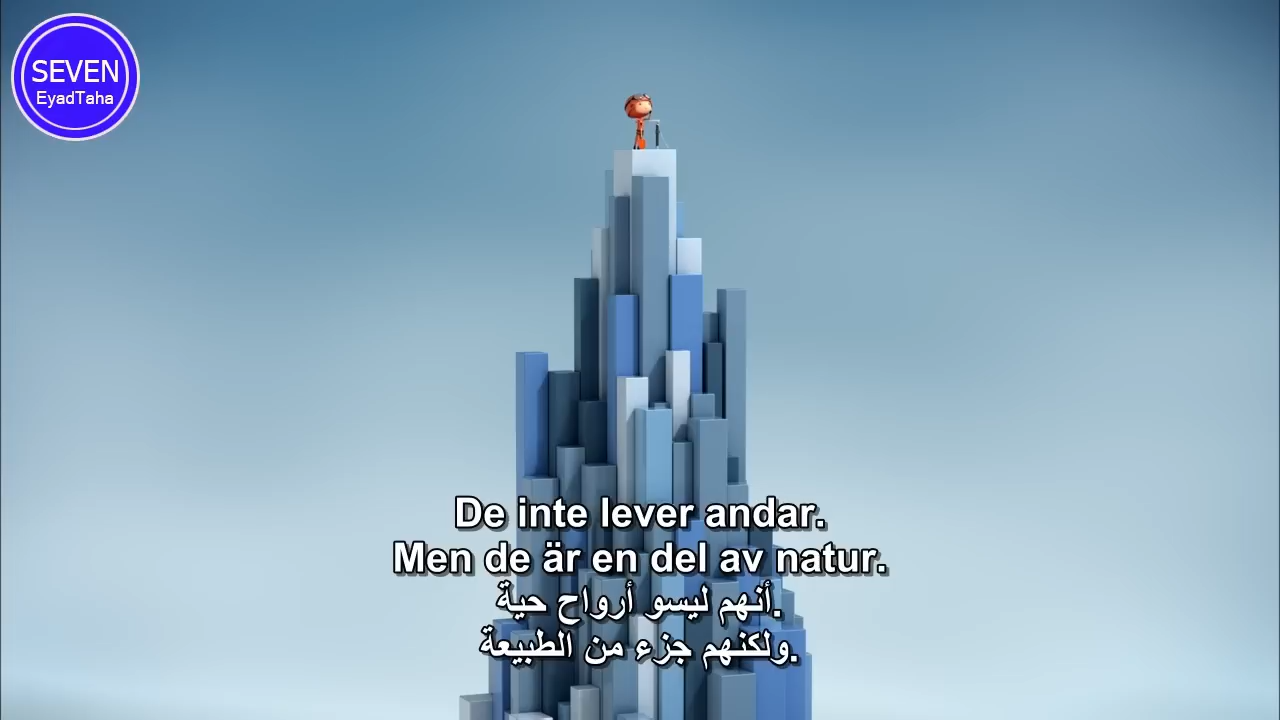 SEVEN
EyadTaha
De inte lever andar.
Men de är en del av natur.
أنهم ليسو أرواح حية.
ولكنهم جزء من الطبيعة.